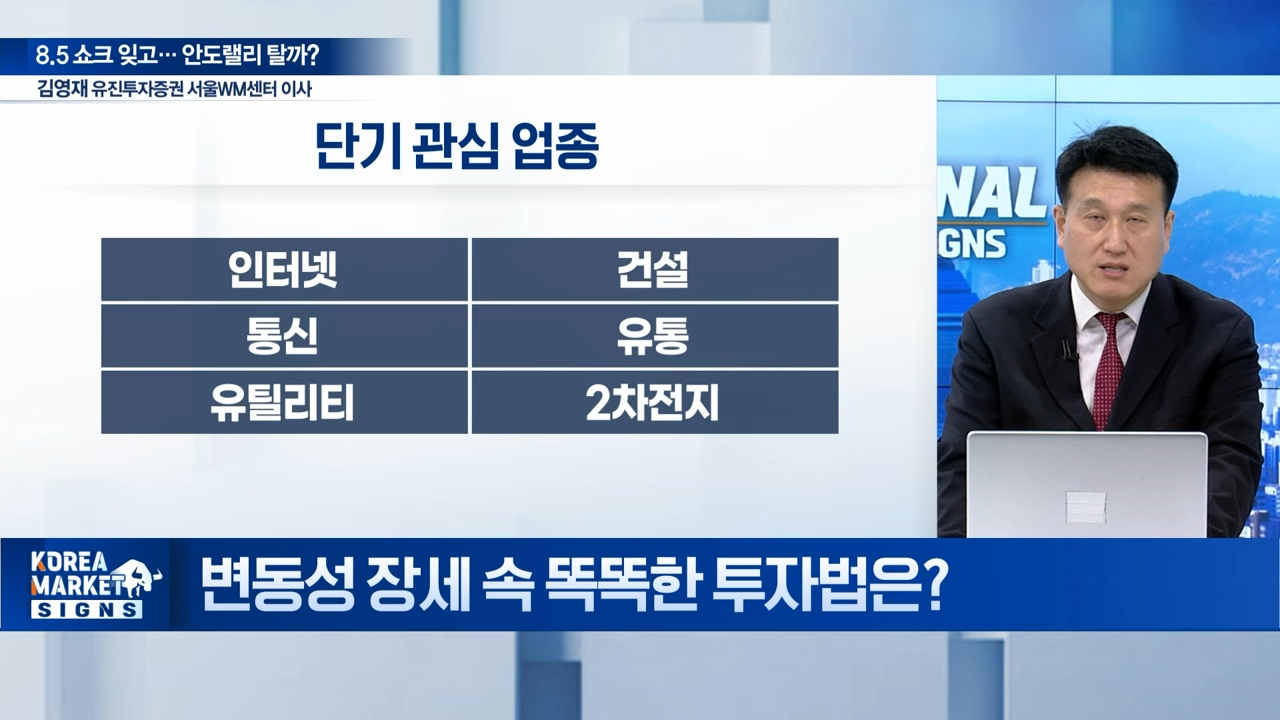 8.5 쇼크 잊고… 안도랠리 탈까?
김영재 유진투자증권 서울WM센터 이사
단기 관심 업종
인터넷 건설
통신 유통
유틸리티 2차전지
NAL
GNS
KOREA
MARKET
SIGNS
변동성 장세 속 똑똑한 투자법은?